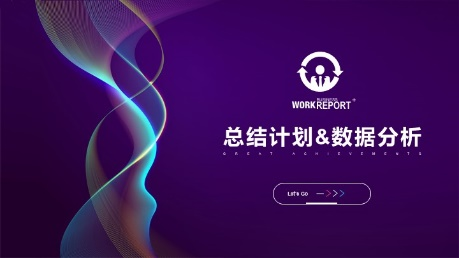 WORK REPORT
总结计划&数据分析
GREAT ACHIEVEMENTS
Let's Go